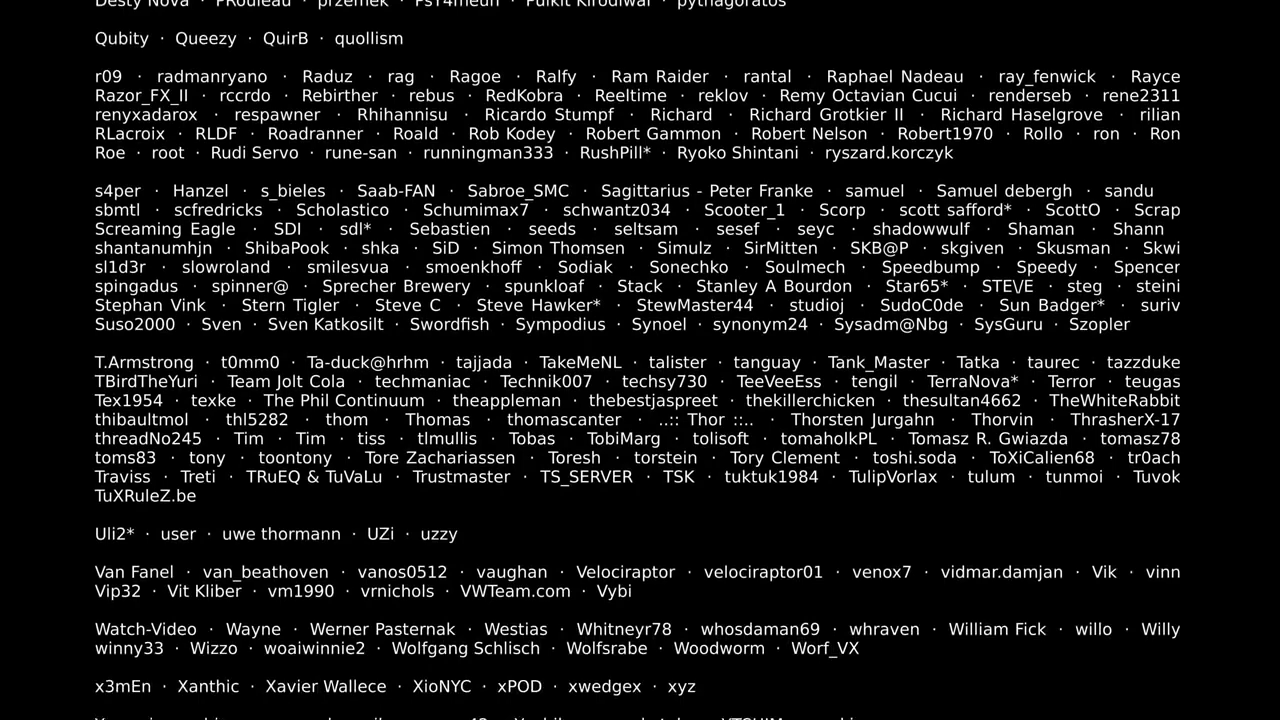 Desty Nova · PRouleau · przemek · PsYt4meun · Pulkit Kirodiwal · pythagoratos
Qubity · Queezy · QuirB · quollism
r09 · radmanryano · Raduz · rag · Ragoe · Ralfy · Ram Raider · rantal · Raphael Nadeau · ray_fenwick · Rayce
Razor_FX_II · rccrdo · Rebirther · rebus · RedKobra · Reeltime · reklov · Remy Octavian Cucui · renderseb · rene2311
renyxadarox · respawner · Rhihannisu · Ricardo Stumpf · Richard · Richard Grotkier II · Richard Haselgrove · rilian
RLacroix · RLDF · Roadranner · Roald · Rob Kodey · Robert Gammon · Robert Nelson · Robert1970 · Rollo · ron · Ron
Roe · root · Rudi Servo · rune-san · runningman333 · RushPill* · Ryoko Shintani · ryszard.korczyk
s4per · Hanzel · s_bieles · Saab-FAN · Sabroe_SMC · Sagittarius - Peter Franke · samuel · Samuel debergh · sandu
sbmtl · scfredricks · Scholastico · Schumimax7 · schwantz034 · Scooter_1 · Scorp · scott safford* · ScottO · Scrap
Screaming Eagle · SDI · sdl* · Sebastien · seeds · seltsam · sesef · seyc · shadowwulf · Shaman · Shann
shantanumhjn · ShibaPook · shka · SiD · Simon Thomsen · Simulz · SirMitten · SKB@P · skgiven · Skusman · Skwi
sl1d3r · slowroland · smilesvua · smoenkhoff · Sodiak · Sonechko · Soulmech · Speedbump · Speedy · Spencer
spingadus · spinner@ · Sprecher Brewery · spunkloaf · Stack · Stanley A Bourdon · Star65* · STE\/E · steg · steini
Stephan Vink · Stern Tigler · Steve C · Steve Hawker* · StewMaster44 · studioj · SudoC0de · Sun Badger* · suriv
Suso2000 · Sven · Sven Katkosilt · Swordfish · Sympodius · Synoel · synonym24 · Sysadm@Nbg · SysGuru · Szopler
T.Armstrong · t0mm0 · Ta-duck@hrhm · tajjada · TakeMeNL · talister · tanguay · Tank_Master · Tatka · taurec · tazzduke
TBirdTheYuri · Team Jolt Cola · techmaniac · Technik007 · techsy730 · TeeVeeEss · tengil · TerraNova* · Terror · teugas
Tex1954 · texke · The Phil Continuum · theappleman · thebestjaspreet · thekillerchicken · thesultan4662 · TheWhiteRabbit
thibaultmol · thl5282 · thom · Thomas · thomascanter · ..:: Thor ::.. · Thorsten Jurgahn · Thorvin · ThrasherX-17
threadNo245 · Tim · Tim · tiss · tlmullis · Tobas · TobiMarg · tolisoft · tomaholkPL · Tomasz R. Gwiazda · tomasz78
toms83 · tony · toontony · Tore Zachariassen · Toresh · torstein · Tory Clement · toshi.soda · ToXiCalien68 · tr0ach
Traviss · Treti · TRuEQ & TuVaLu · Trustmaster · TS_SERVER · TSK · tuktuk1984 · TulipVorlax · tulum · tunmoi · Tuvok
TuXRuleZ.be
Uli2* · user · uwe thormann · UZi · uzzy
Van Fanel · van_beathoven · vanos0512 · vaughan · Velociraptor · velociraptor01 · venox7 · vidmar.damjan · Vik · vinn
Vip32 · Vit Kliber · vm1990 · vrnichols · VWTeam.com · Vybi
Watch-Video · Wayne · Werner Pasternak · Westias · Whitneyr78 · whosdaman69 · whraven · William Fick · willo · Willy
winny33 · Wizzo · woaiwinnie2 · Wolfgang Schlisch · Wolfsrabe · Woodworm · Worf_VX
x3mEn · Xanthic · Xavier Wallece · XioNYC · xPOD · xwedgex · xyz